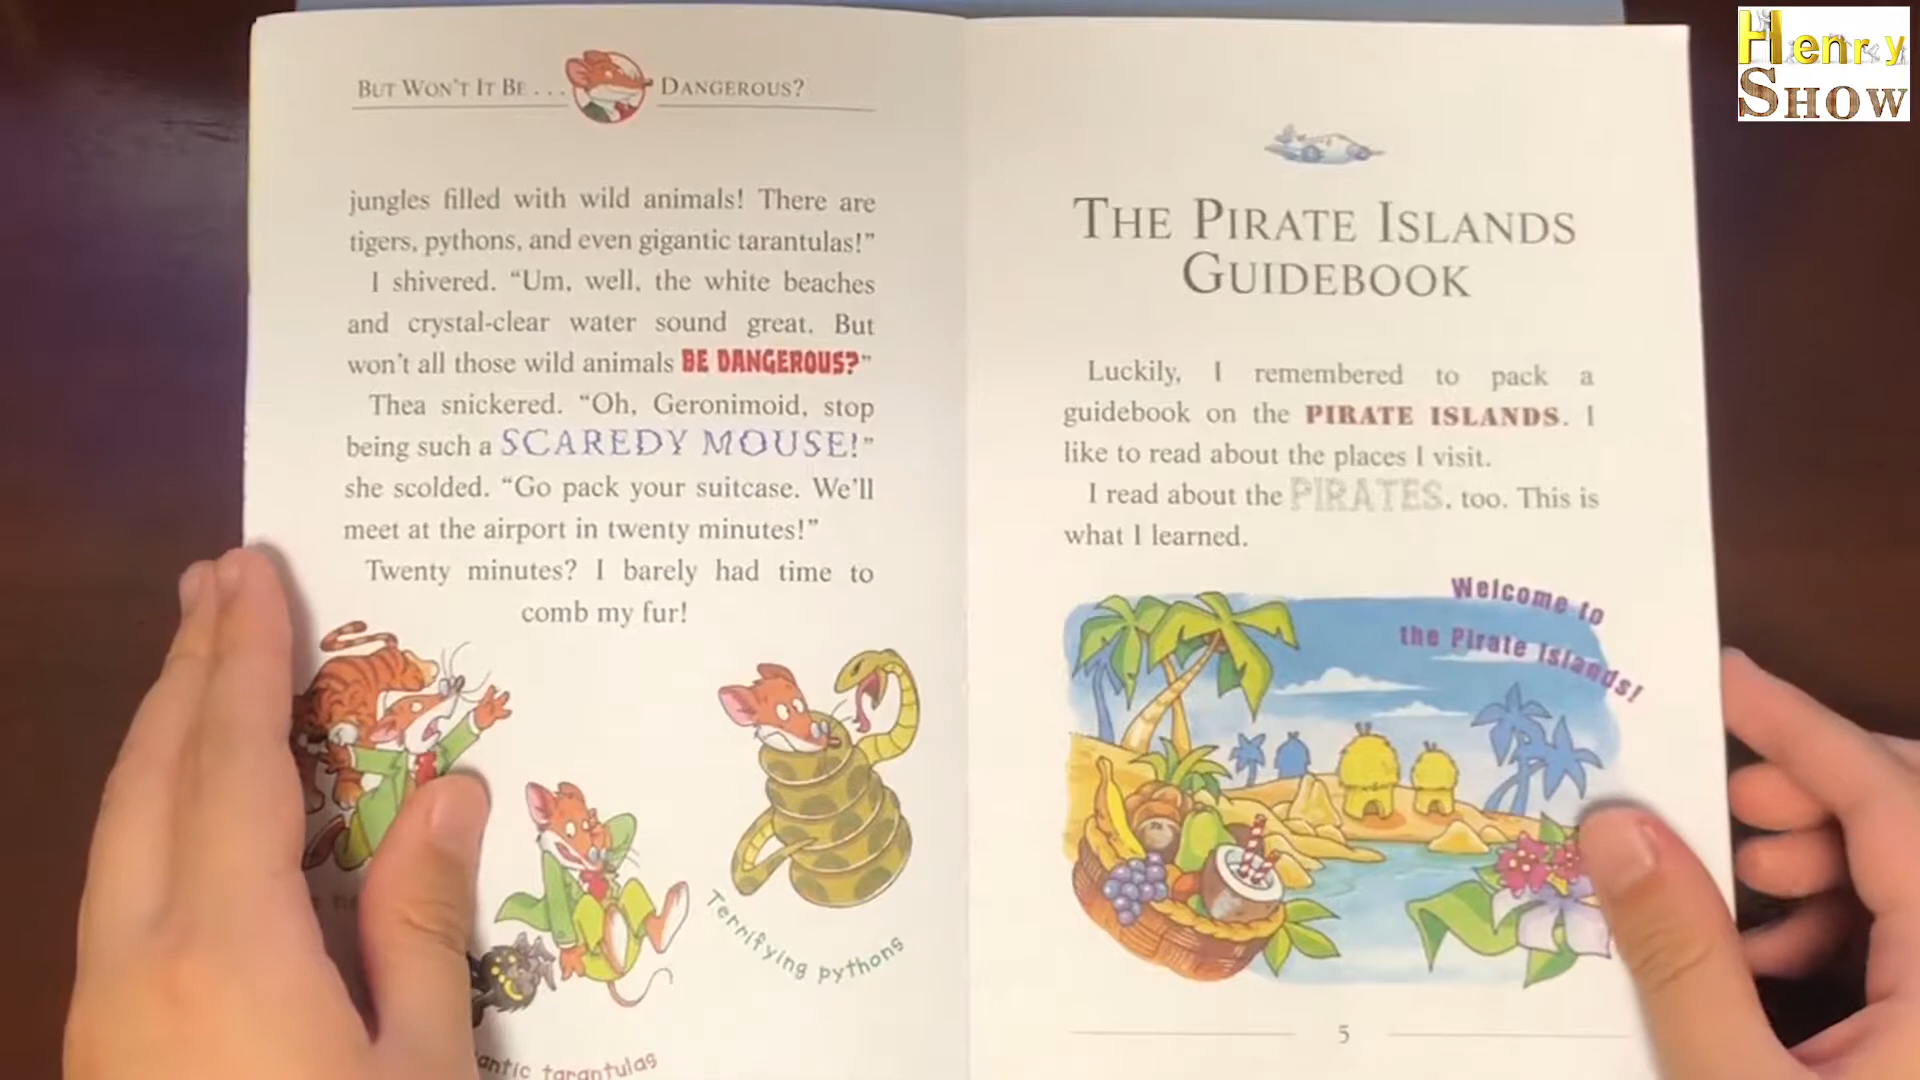 BUT WON'T IT BE . . . DANGEROUS?
jungles filled with wild animals! There are
tigers, pythons, and even gigantic tarantulas!”
I shivered. “Um, well, the white beaches
and crystal-clear water sound great. But
won't all those wild animals BE DANGEROUS?”
Thea snickered. “Oh, Geronimoid, stop
being such a SCAREDY MOUSE!”
she scolded. “Go pack your suitcase. We'll
meet at the airport in twenty minutes!”
Twenty minutes? I barely had time to
comb my fur!
Terrifying pythons
tarantulas
THE PIRATE ISLANDS
GUIDEBOOK
Luckily, I remembered to pack a
guidebook on the PIRATE ISLANDS. I
like to read about the places I visit.
I read about the PIRATES, too. This is
what I learned.
Welcome to
the Pirate Islands!
5
Henry
SHOW